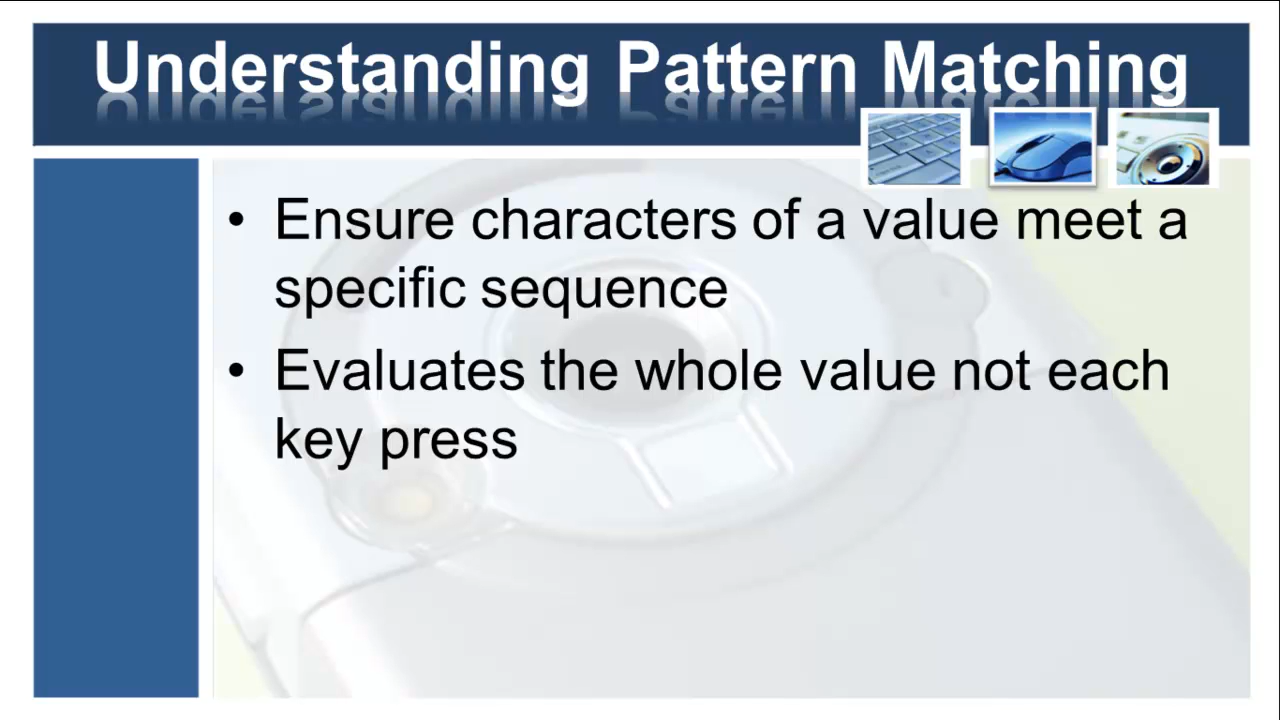 Understanding Pattern Matching
• Ensure characters of a value meet a
specific sequence
• Evaluates the whole value not each
key press